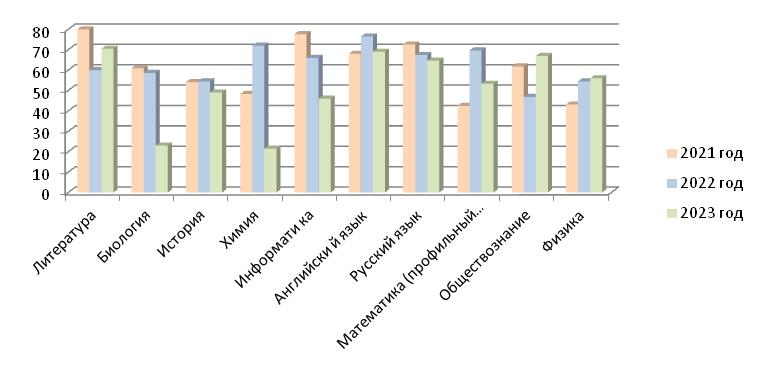 80
70
60
50
40
30
20
10
0
Литература
Биология
История
Химия
Информати ка
Английски й язык
Русский язык
Математика (профильный...
Обществознание
Физика
2021 год
2022 год
2023 год